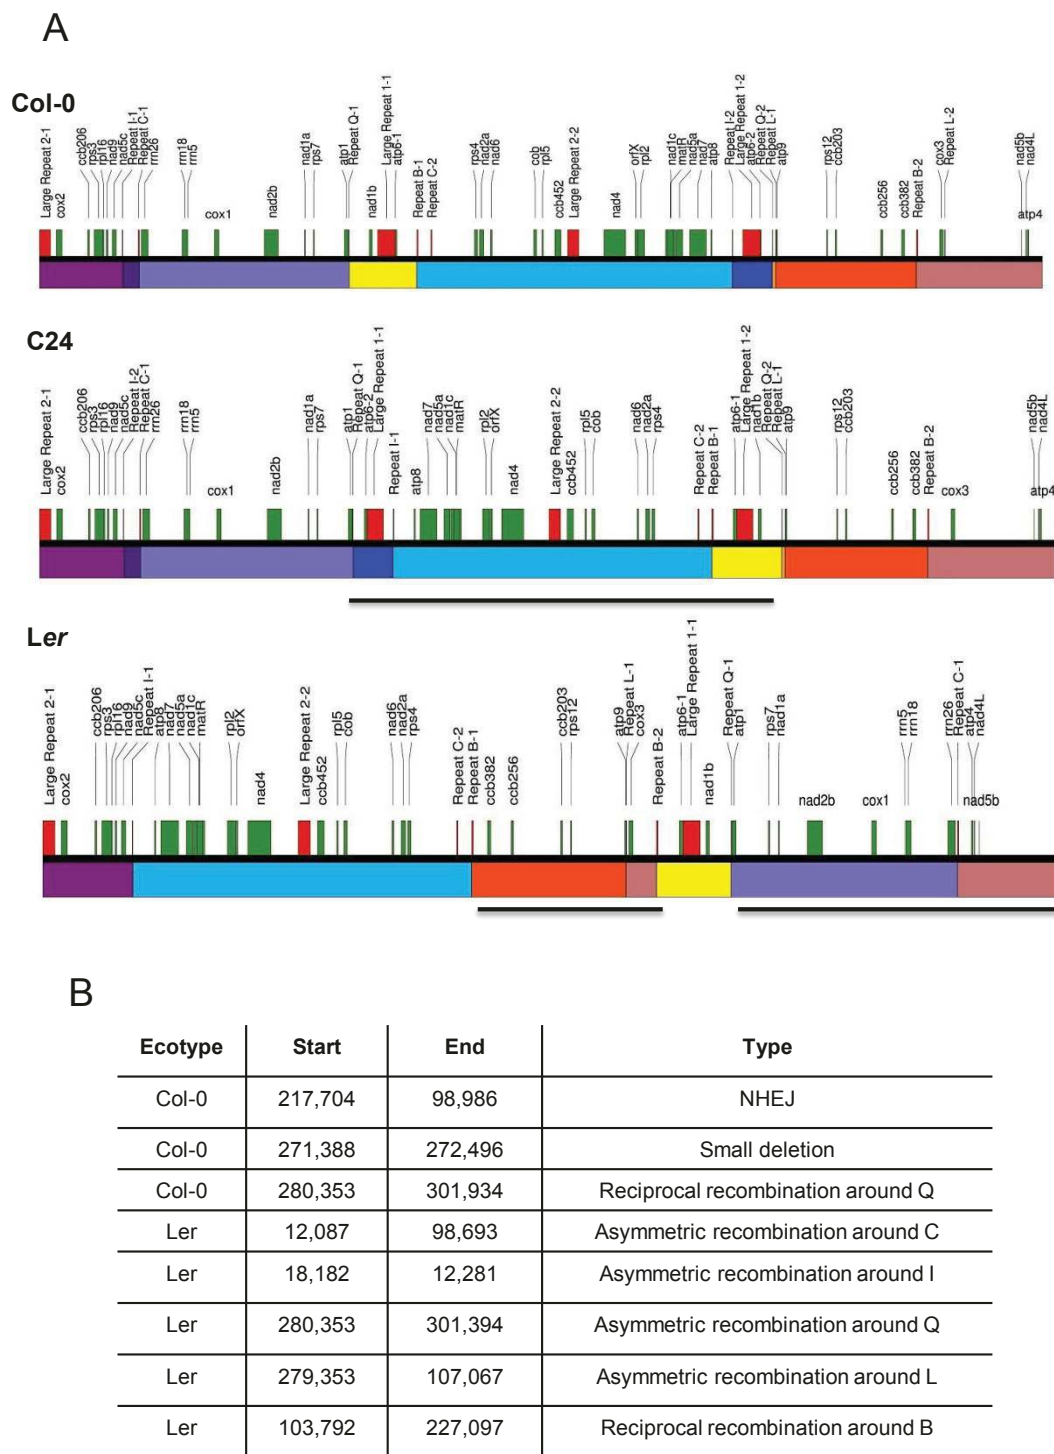 A
Col-0
Large Repeat 2-1
cox2
ccb206
rps3
rpl16
nad9
nad5c
Repeat I-1
Repeat C-1
rrn26
rrn18
rrn5
cox1
nad2b
nad1a
rps7
atp1
Repeat Q-1
nad1b
Large Repeat 1-1
atp6-1
Repeat B-1
Repeat C-2
rps4
nad2a
nad6
cob
rpl5
ccb452
Large Repeat 2-2
nad4
orfX
rpl2
nad1c
matR
nad5a
nad7
atp8
Repeat I-2
Large Repeat 1-2
atp6-2
Repeat Q-2
Repeat L-1
atp9
rps12
ccb203
ccb256
ccb382
Repeat B-2
cox3
Repeat L-2
nad5b
nad4L
atp4
C24
Large Repeat 2-1
cox2
ccb206
rps3
rpl16
nad9
nad5c
Repeat I-2
Repeat C-1
rrn26
rrn18
rrn5
cox1
nad2b
nad1a
rps7
atp1
Repeat Q-1
atp6-2
Large Repeat 1-1
Repeat I-1
atp8
nad7
nad5a
nad1c
matR
rpl2
orfX
nad4
Large Repeat 2-2
ccb452
rpl5
cob
nad6
nad2a
rps4
Repeat C-2
Repeat B-1
atp6-1
Large Repeat 1-2
nad1b
Repeat Q-2
Repeat L-1
atp9
rps12
ccb203
ccb256
ccb382
Repeat B-2
cox3
nad5b
nad4L
atp4
Ler
Large Repeat 2-1
cox2
ccb206
rps3
rpl16
nad9
nad5c
Repeat I-1
atp8
nad7
nad5a
nad1c
matR
rpl2
orfX
nad4
Large Repeat 2-2
ccb452
rpl5
cob
nad6
nad2a
rps4
Repeat C-2
Repeat B-1
ccb382
ccb256
ccb203
rps12
atp9
Repeat L-1
cox3
Repeat B-2
atp6-1
Large Repeat 1-1
nad1b
Repeat Q-1
atp1
rps7
nad1a
nad2b
cox1
rrn5
rrn18
rrn26
Repeat C-1
atp4
nad4L
nad5b
B
Ecotype Start End Type
Col-0 217,704 98,986 NHEJ
Col-0 271,388 272,496 Small deletion
Col-0 280,353 301,934 Reciprocal recombination around Q
Ler 12,087 98,693 Asymmetric recombination around C
Ler 18,182 12,281 Asymmetric recombination around I
Ler 280,353 301,394 Asymmetric recombination around Q
Ler 279,353 107,067 Asymmetric recombination around L
Ler 103,792 227,097 Reciprocal recombination around B